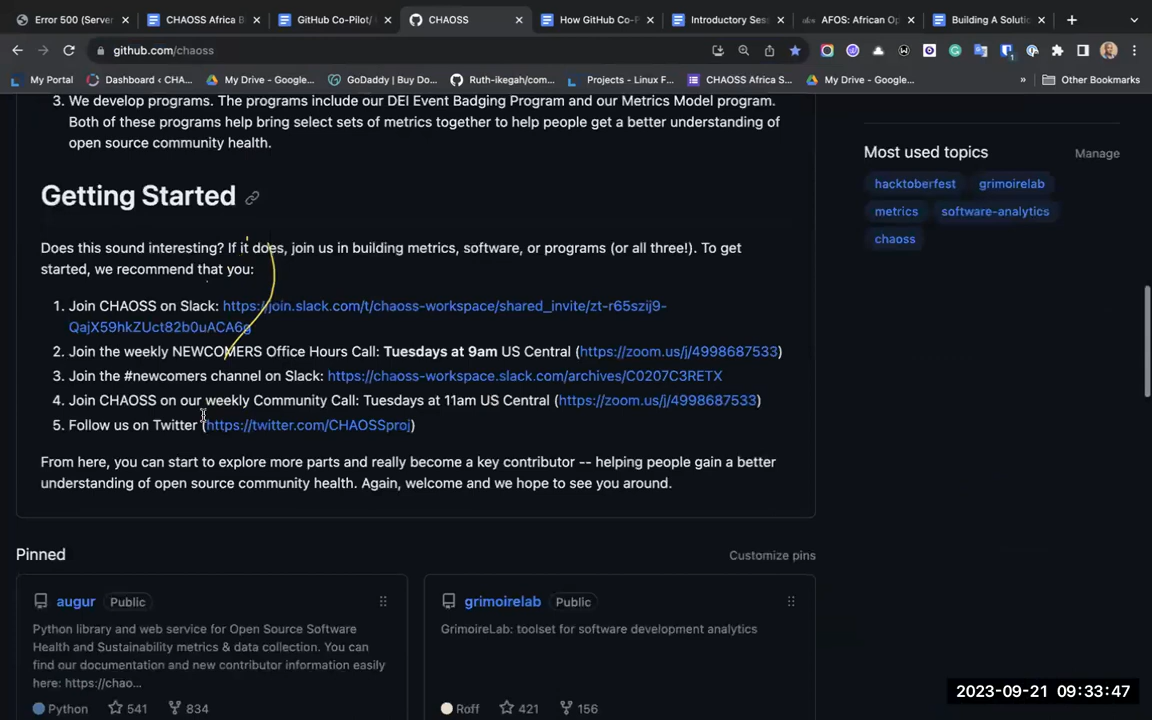 Error 500 (Server
CHAOSS Africa B
GitHub Co-Pilot/
CHAOSS
How GitHub Co-P
Introductory Ses
AFOS: African Op
Building A Soluti
github.com/chaoss
My Portal
Dashboard < CHA...
My Drive - Google...
GoDaddy | Buy Do...
Ruth-ikegah/com...
Projects - Linux F...
CHAOSS Africa S...
My Drive - Google...
»
Other Bookmarks
3. We develop programs. The programs include our DEI Event Badging Program and our Metrics Model program.
Both of these programs help bring select sets of metrics together to help people get a better understanding of
open source community health.
Most used topics
Manage
hacktoberfest
grimoirelab
metrics
software-analytics
chaoss
Getting Started
Does this sound interesting? If it does, join us in building metrics, software, or programs (or all three!). To get
started, we recommend that you:
1. Join CHAOSS on Slack: https://join.slack.com/t/chaoss-workspace/shared_invite/zt-r65szij9-
QajX59hkZUct82b0uACA6g
2. Join the weekly NEWCOMERS Office Hours Call: Tuesdays at 9am US Central (https://zoom.us/j/4998687533)
3. Join the #newcomers channel on Slack: https://chaoss-workspace.slack.com/archives/C0207C3RETX
4. Join CHAOSS on our weekly Community Call: Tuesdays at 11am US Central (https://zoom.us/j/4998687533)
5. Follow us on Twitter (https://twitter.com/CHAOSSproj)
From here, you can start to explore more parts and really become a key contributor -- helping people gain a better
understanding of open source community health. Again, welcome and we hope to see you around.
Pinned
Customize pins
augur Public
Python library and web service for Open Source Software
Health and Sustainability metrics & data collection. You can
find our documentation and new contributor information easily
here: https://chao...
Python 541 834
grimoirelab Public
GrimoireLab: toolset for software development analytics
Roff 421 156
2023-09-21 09:33:47